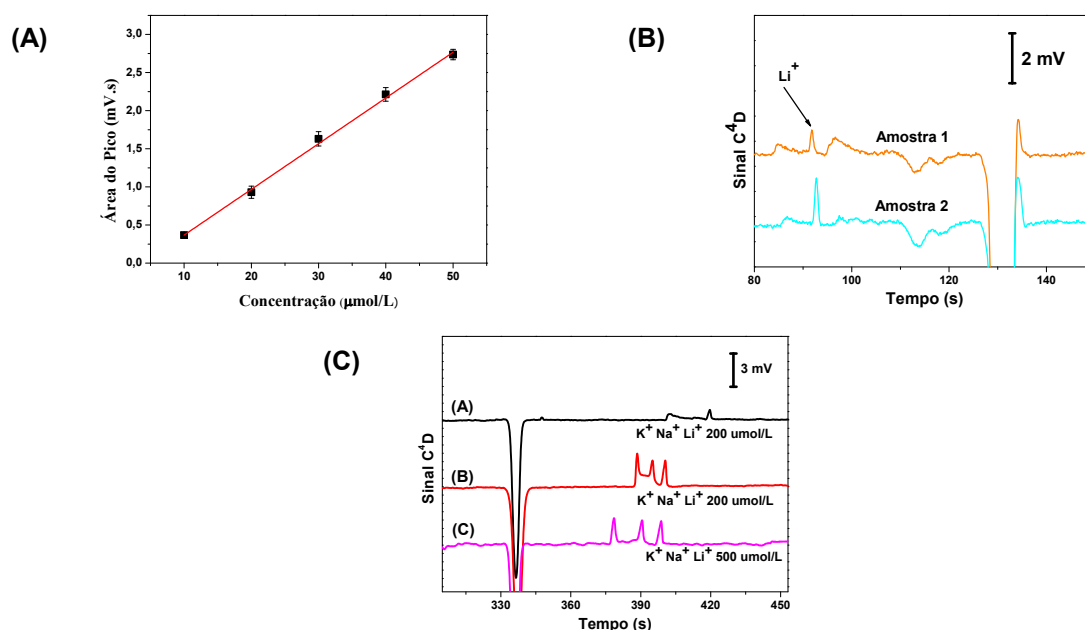 (A)
Área do Pico (mV.s)
3,5
3,0
2,5
2,0
1,5
1,0
0,5
0,0
10 20 30 40 50
Concentração (μmol/L)
(B)
2 mV
Li⁺
Sinal C⁴D
Amostra 1
Amostra 2
80 100 120 140
Tempo (s)
(C)
3 mV
Sinal C⁴D
(A)
K⁺ Na⁺ Li⁺ 200 umol/L
(B)
K⁺ Na⁺ Li⁺ 200 umol/L
(C)
K⁺ Na⁺ Li⁺ 500 umol/L
330 360 390 420 450
Tempo (s)